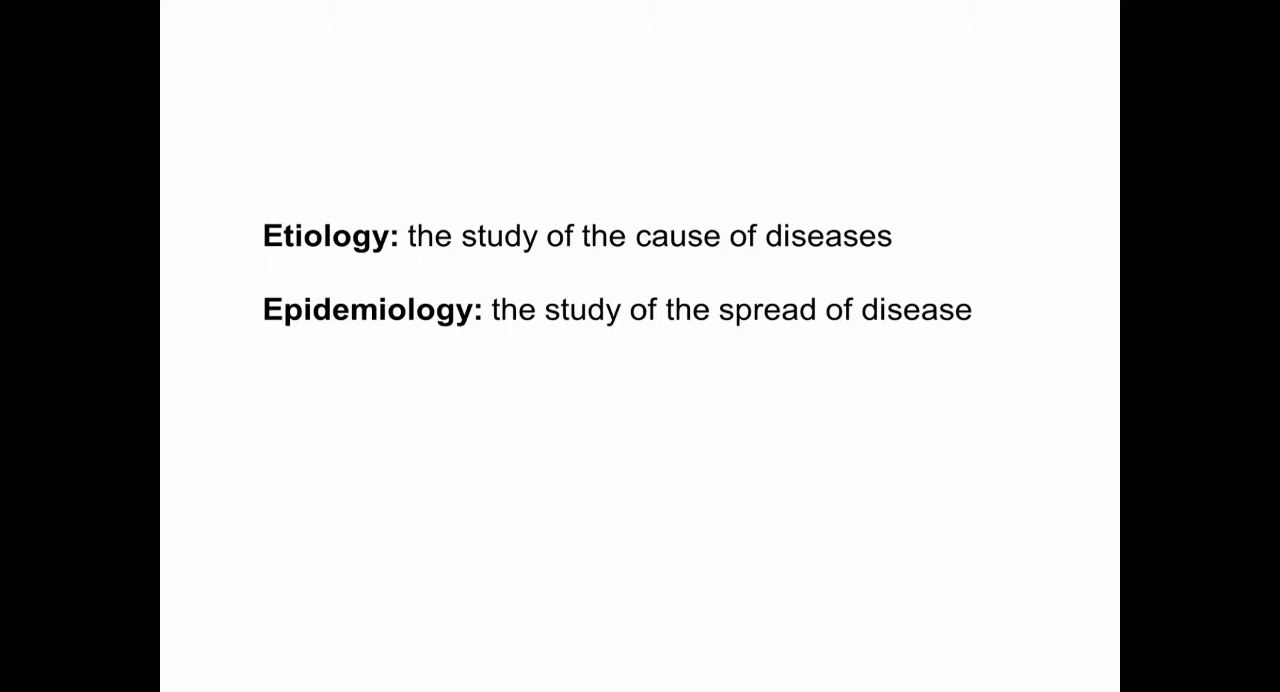 Etiology: the study of the cause of diseases
Epidemiology: the study of the spread of disease